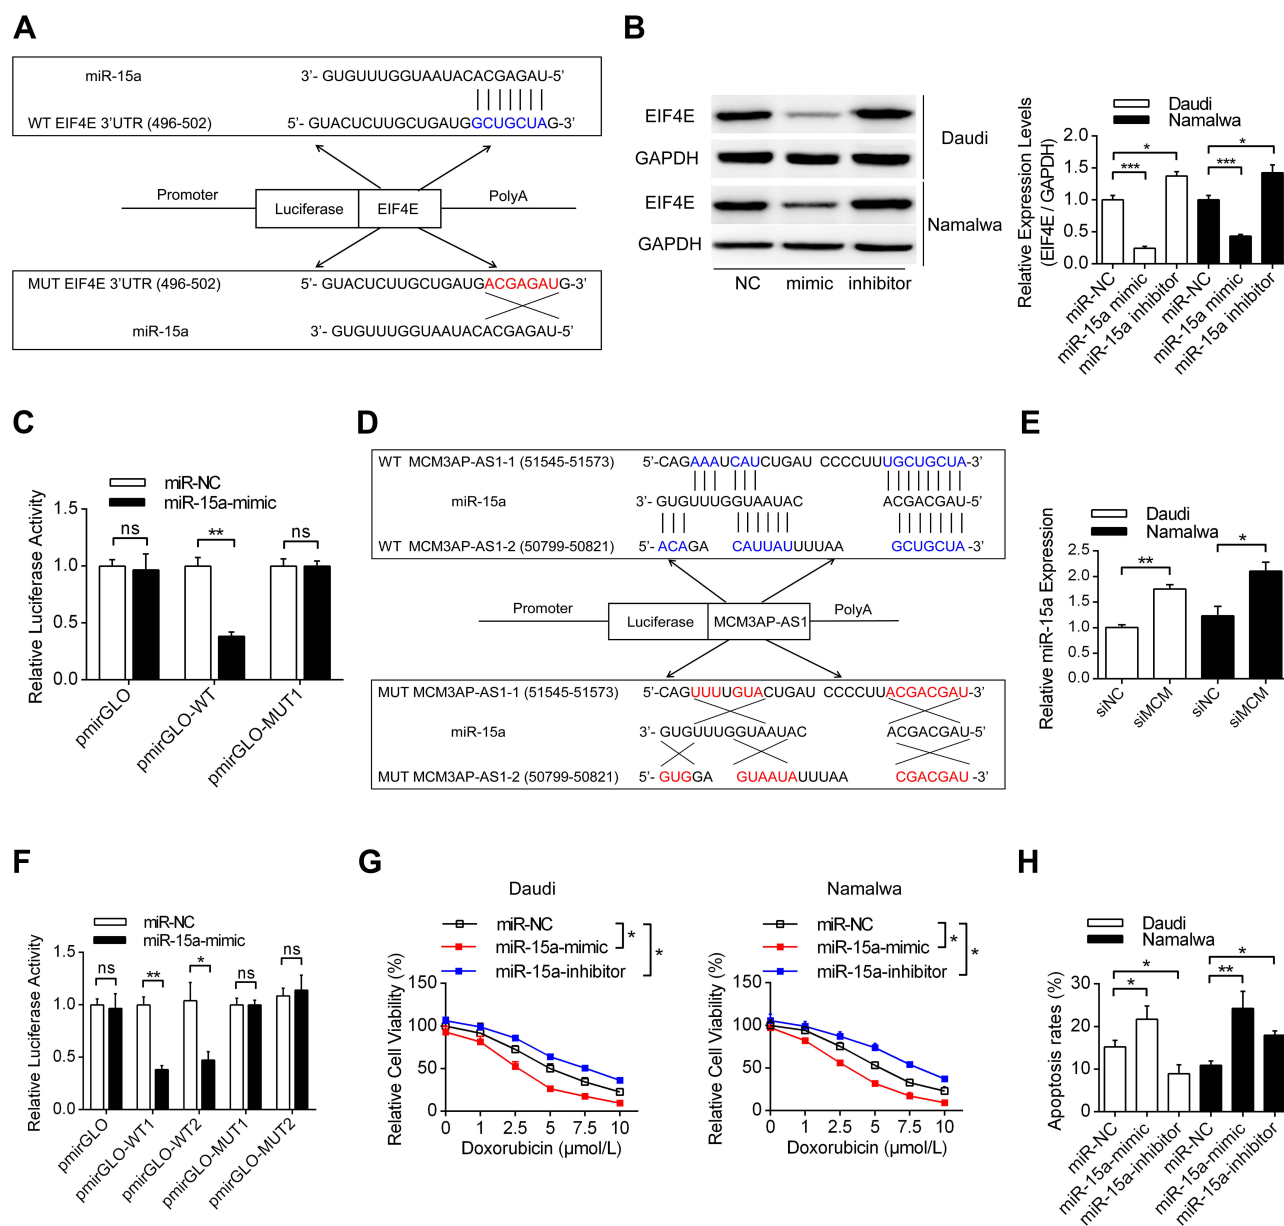 A
miR-15a 3'- GUGUUUGGUAAUACACGAGAU-5'
WT EIF4E 3'UTR (496-502) 5'- GUACUCUUGCUGAUGGCUGCUAG-3'
Promoter Luciferase EIF4E PolyA
MUT EIF4E 3'UTR (496-502) 5'- GUACUCUUGCUGAUGACGAGAUG-3'
miR-15a 3'- GUGUUUGGUAAUACACGAGAU-5'
B
EIF4E
GAPDH
Daudi
EIF4E
GAPDH
Namalwa
NC mimic inhibitor
Daudi
Namalwa
Relative Expression Levels
(EIF4E / GAPDH)
2.0
1.5
1.0
0.5
0.0
*** * *** *
miR-NC
miR-15a mimic
miR-15a inhibitor
miR-NC
miR-15a mimic
miR-15a inhibitor
C
miR-NC
miR-15a-mimic
Relative Luciferase Activity
1.5
1.0
0.5
0.0
ns ** ns
pmirGLO
pmirGLO-WT
pmirGLO-MUT1
D
WT MCM3AP-AS1-1 (51545-51573) 5'-CAGAAAUCAUCUGAU CCCCUUUGCUGCUA-3'
miR-15a 3'- GUGUUUGGUAAUAC ACGACGAU-5'
WT MCM3AP-AS1-2 (50799-50821) 5'- ACAGA CAUUAUUUUAA GCUGCUA -3'
Promoter Luciferase MCM3AP-AS1 PolyA
MUT MCM3AP-AS1-1 (51545-51573) 5'-CAGUUUUGUACUGAU CCCCUUACGACGAU-3'
miR-15a 3'- GUGUUUGGUAAUAC ACGACGAU-5'
MUT MCM3AP-AS1-2 (50799-50821) 5'- GUGGA GUAAUAUUUAA CGACGAU -3'
E
Daudi
Namalwa
Relative miR-15a Expression
2.5
2.0
1.5
1.0
0.5
0.0
** *
siNC
siMCM
siNC
siMCM
F
miR-NC
miR-15a-mimic
Relative Luciferase Activity
1.5
1.0
0.5
0.0
ns ** * ns ns
pmirGLO
pmirGLO-WT1
pmirGLO-WT2
pmirGLO-MUT1
pmirGLO-MUT2
G
Daudi
miR-NC
miR-15a-mimic
miR-15a-inhibitor
* *
Relative Cell Viability (%)
150
100
50
0
0 1 2.5 5 7.5 10
Doxorubicin (μmol/L)
Namalwa
miR-NC
miR-15a-mimic
miR-15a-inhibitor
* *
Relative Cell Viability (%)
150
100
50
0
0 1 2.5 5 7.5 10
Doxorubicin (μmol/L)
H
Daudi
Namalwa
Apoptosis rates (%)
30
20
10
0
* * ** *
miR-NC
miR-15a-mimic
miR-15a-inhibitor
miR-NC
miR-15a-mimic
miR-15a-inhibitor